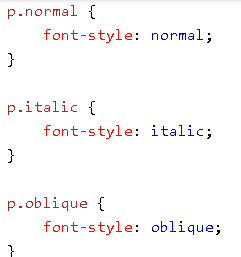 p.normal {
    font-style: normal;
}

p.italic {
    font-style: italic;
}

p.oblique {
    font-style: oblique;
}